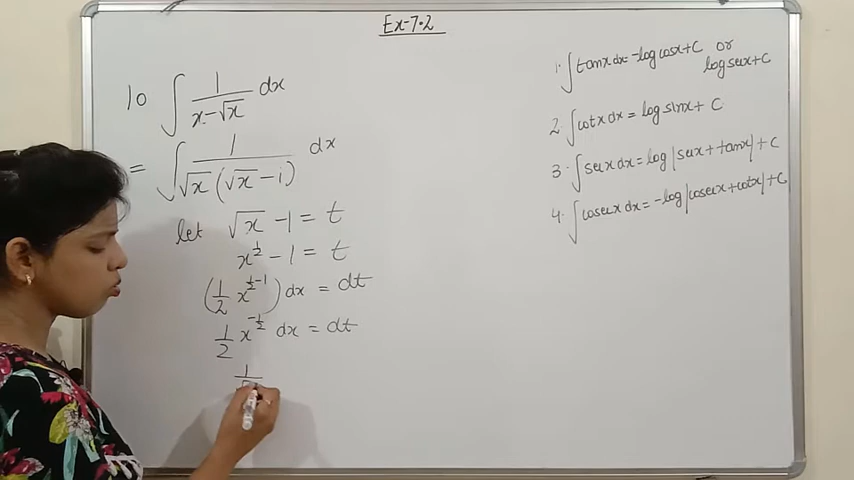 Ex-7.2
10 ∫ 1/(x-√x) dx
= ∫ 1/(√x(√x-1)) dx
let √x - 1 = t
x^(1/2) - 1 = t
(1/2 x^(1/2-1)) dx = dt
1/2 x^(-1/2) dx = dt
1/√
1. ∫ tanx dx = -log cosx + C or
log secx + C
2. ∫ cotx dx = log sinx + C
3. ∫ secx dx = log |secx + tanx| + C
4. ∫ cosecx dx = -log |cosecx + cotx| + C